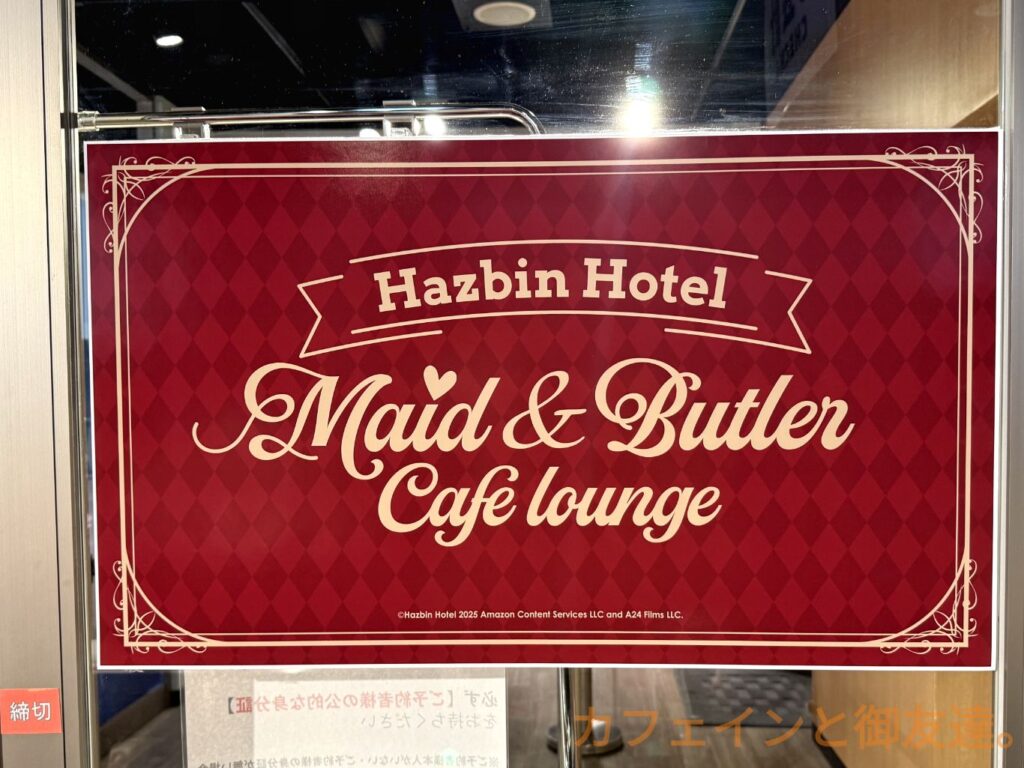 Hazbin Hotel
Maid & Butler
Cafe lounge
©Hazbin Hotel 2025 Amazon Content Services LLC and A24 Films LLC.
締切
必ず【ご予約者様の公的な身分証】
をお持ちください
カフェインと御友達。